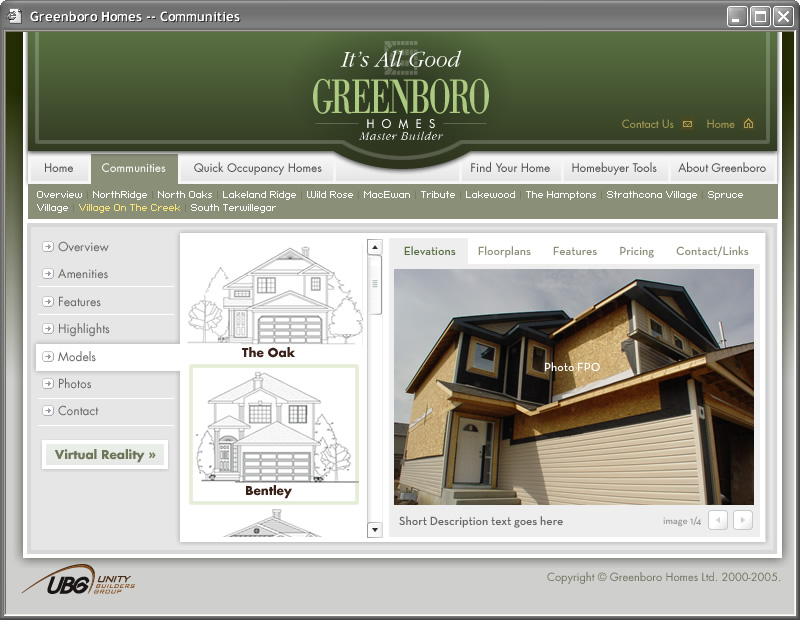 Greenboro Homes -- Communities
It's All Good
GREENBORO
HOMES
Master Builder
Contact Us Home
Home Communities Quick Occupancy Homes Find Your Home Homebuyer Tools About Greenboro
Overview NorthRidge North Oaks Lakeland Ridge Wild Rose MacEwan Tribute Lakewood The Hamptons Strathcona Village Spruce
Village Village On The Creek South Terwillegar
Overview
Amenities
Features
Highlights
Models
Photos
Contact
Virtual Reality »
The Oak
Bentley
Elevations Floorplans Features Pricing Contact/Links
Photo FPO
Short Description text goes here image 1/4
UBG UNITY
BUILDERS
GROUP
Copyright © Greenboro Homes Ltd. 2000-2005.